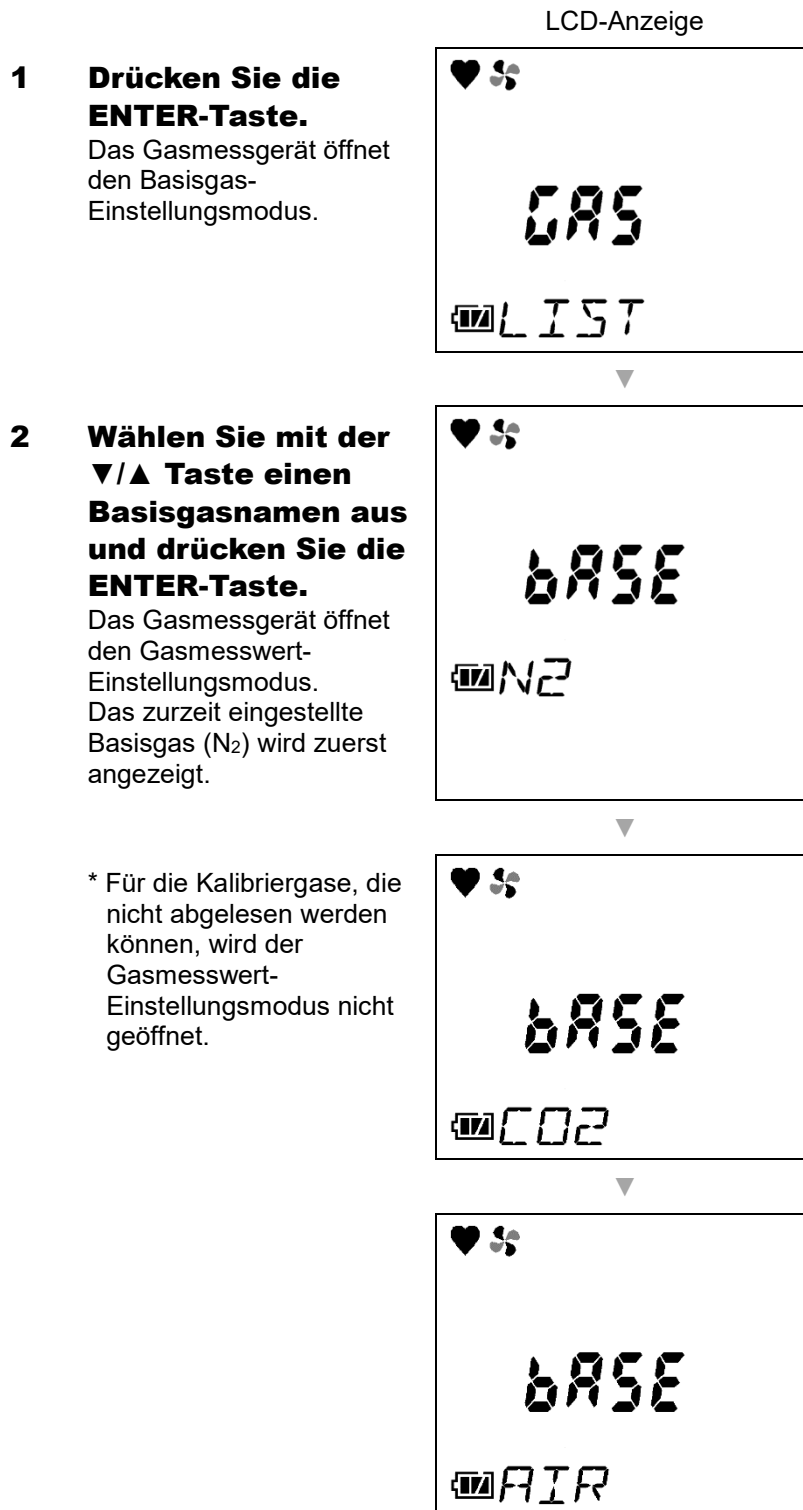 LCD-Anzeige
1 Drücken Sie die
ENTER-Taste.
Das Gasmessgerät öffnet
den Basisgas-
Einstellungsmodus.
GAS
LIST
▼
2 Wählen Sie mit der
▼/▲ Taste einen
Basisgasnamen aus
und drücken Sie die
ENTER-Taste.
Das Gasmessgerät öffnet
den Gasmesswert-
Einstellungsmodus.
Das zurzeit eingestellte
Basisgas (N₂) wird zuerst
angezeigt.
bASE
N2
▼
* Für die Kalibriergase, die
nicht abgelesen werden
können, wird der
Gasmesswert-
Einstellungsmodus nicht
geöffnet.
bASE
CO2
▼
bASE
AIR